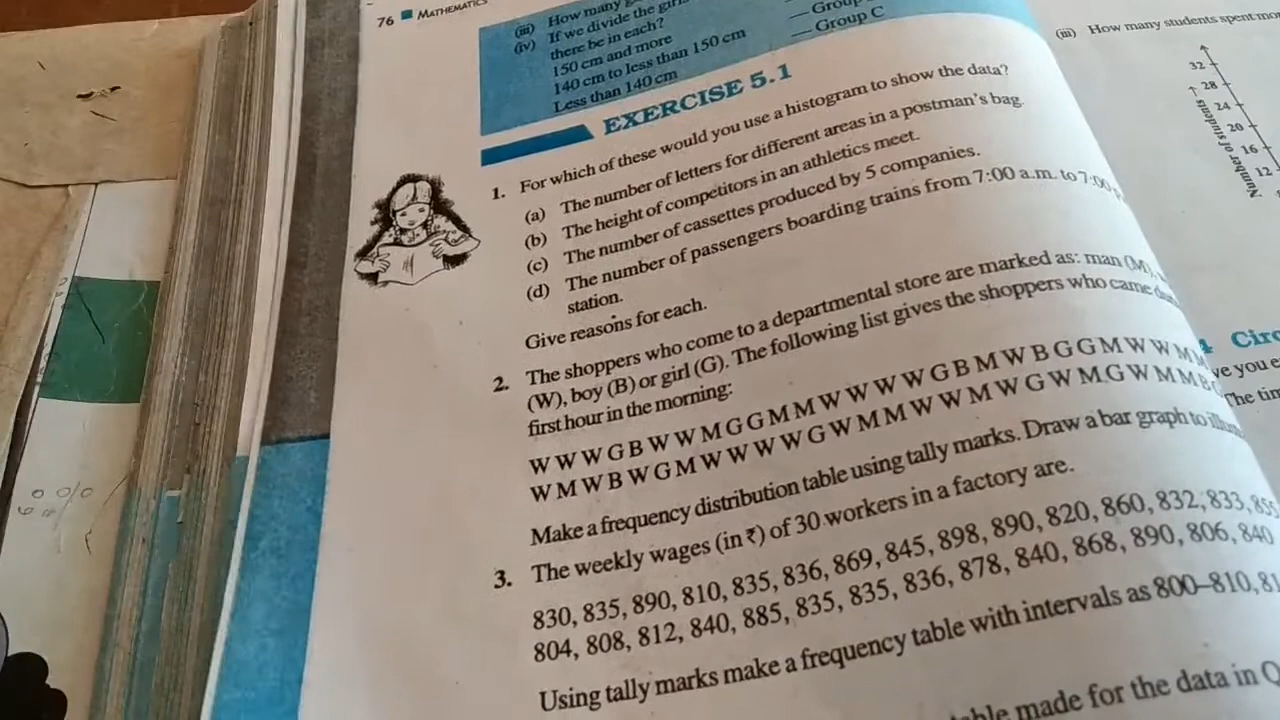 76 MATHEMATICS
(iii) How many
(iv) If we divide the
there be in each?
150 cm and more
140 cm to less than 150 cm
— Group C
Less than 140 cm
EXERCISE 5.1
1. For which of these would you use a histogram to show the data?
(a) The number of letters for different areas in a postman's bag.
(b) The height of competitors in an athletics meet.
(c) The number of cassettes produced by 5 companies.
(d) The number of passengers boarding trains from 7:00 a.m. to 7:00
station.
Give reasons for each.
2. The shoppers who come to a departmental store are marked as: man (M),
(W), boy (B) or girl (G). The following list gives the shoppers who came
first hour in the morning:
W W W G B W W M G G M M W W W W G B M W B G G M W W M M
W M W B W G M W W W W G W M M W W M W G W M G W M M B
Make a frequency distribution table using tally marks. Draw a bar graph to
3. The weekly wages (in ₹) of 30 workers in a factory are.
830, 835, 890, 810, 835, 836, 869, 845, 898, 890, 820, 860, 832, 833, 855
804, 808, 812, 840, 885, 835, 835, 836, 878, 840, 868, 890, 806, 840
Using tally marks make a frequency table with intervals as 800–810, 81
made for the data in Q
(iii) How many students spent
Number of students
32
28
24
20
16
12
ve you
The